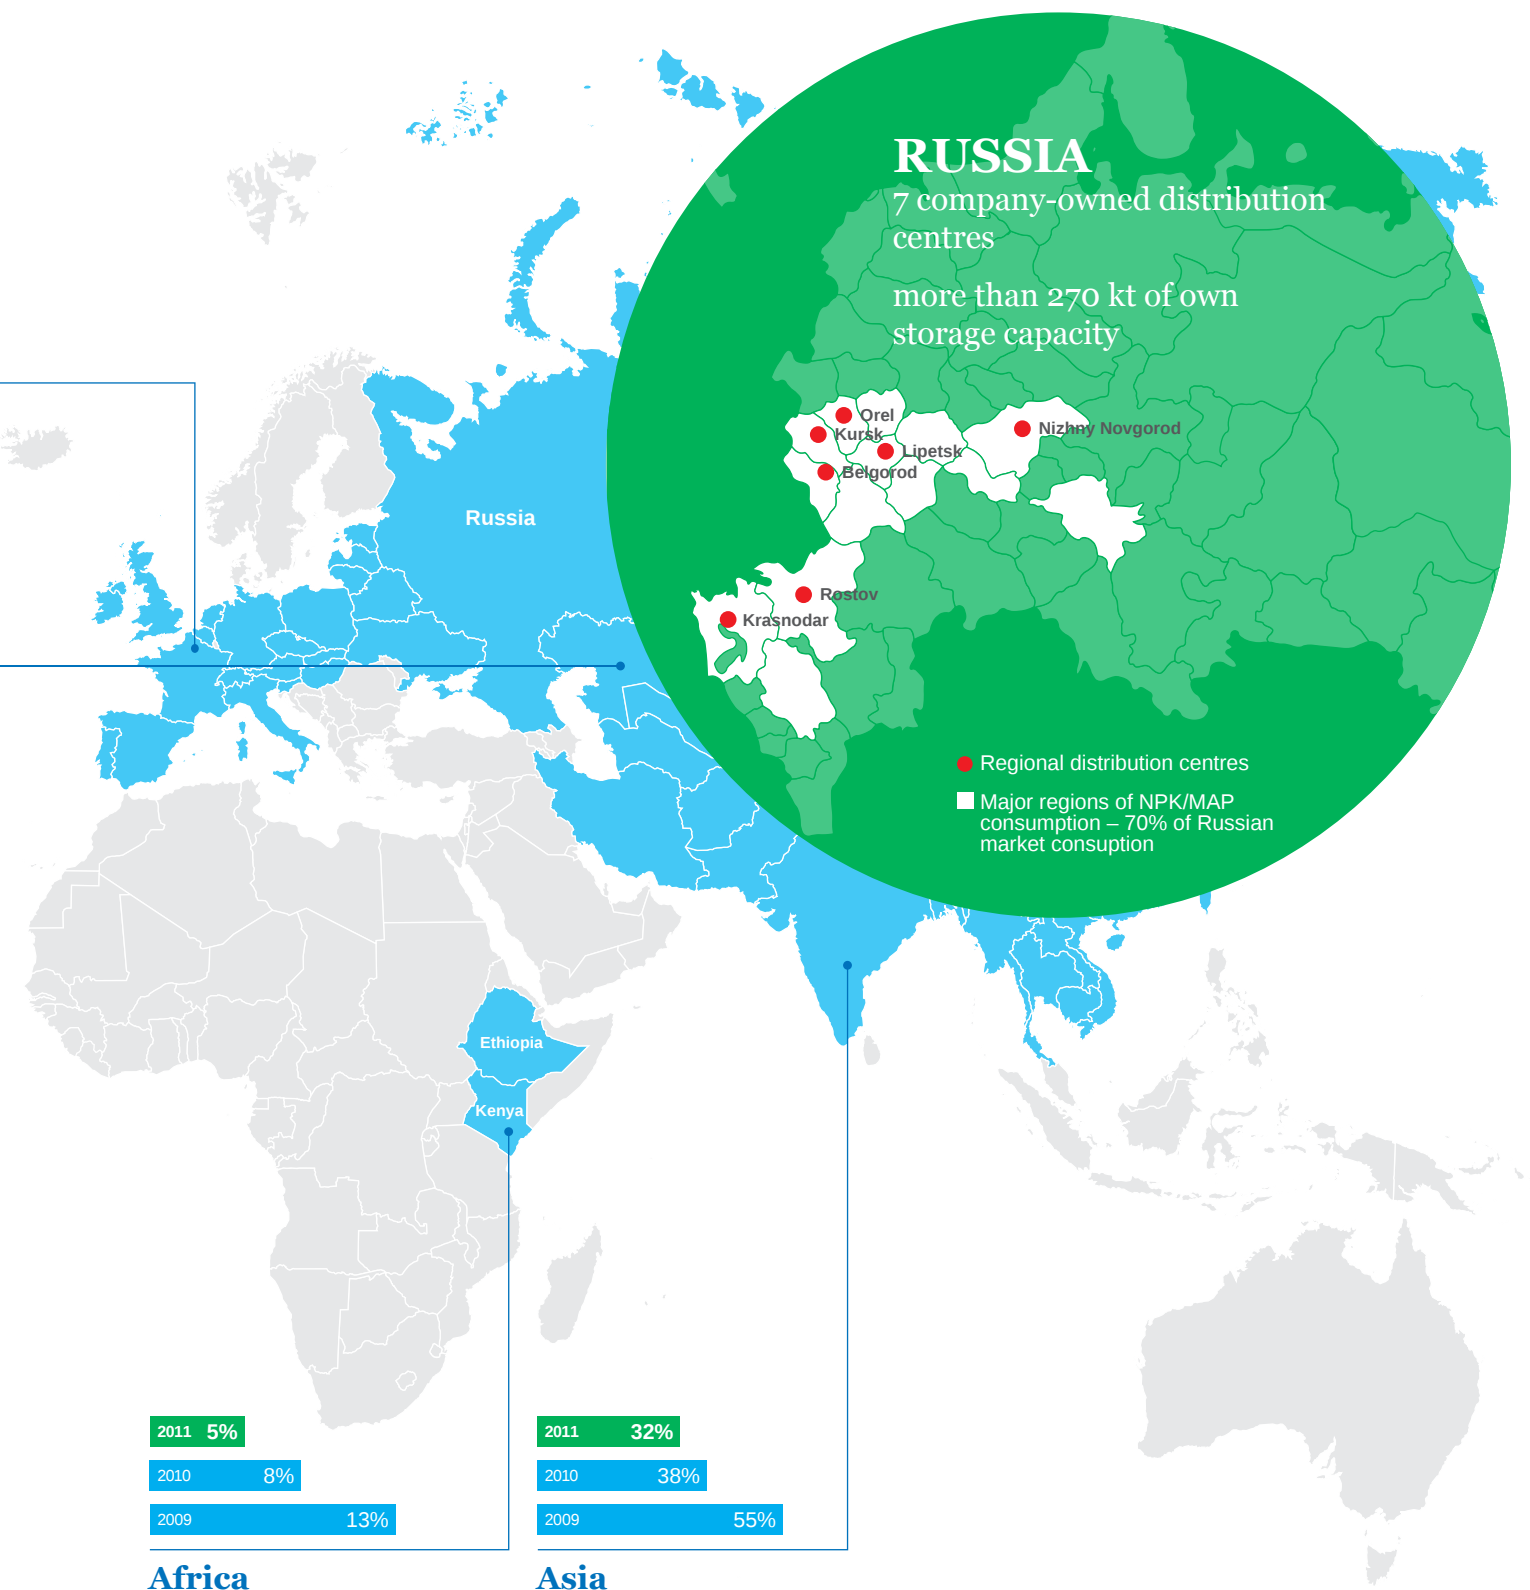 RUSSIA
7 company-owned distribution
centres
more than 270 kt of own
storage capacity
Orel
Kursk
Lipetsk
Belgorod
Nizhny Novgorod
Rostov
Krasnodar
Regional distribution centres
Major regions of NPK/MAP
consumption – 70% of Russian
market consuption
Russia
Ethiopia
Kenya
2011 5%
2010 8%
2009 13%
Africa
2011 32%
2010 38%
2009 55%
Asia